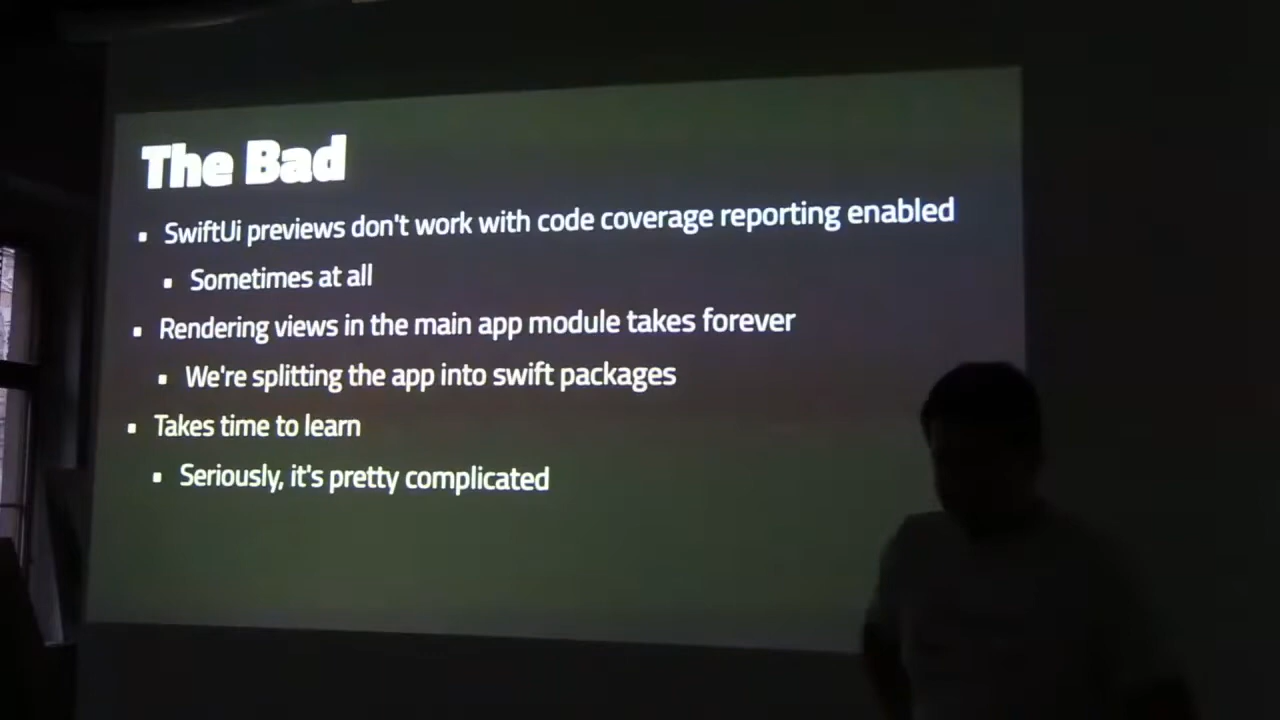 The Bad
SwiftUi previews don't work with code coverage reporting enabled
Sometimes at all
Rendering views in the main app module takes forever
We're splitting the app into swift packages
Takes time to learn
Seriously, it's pretty complicated